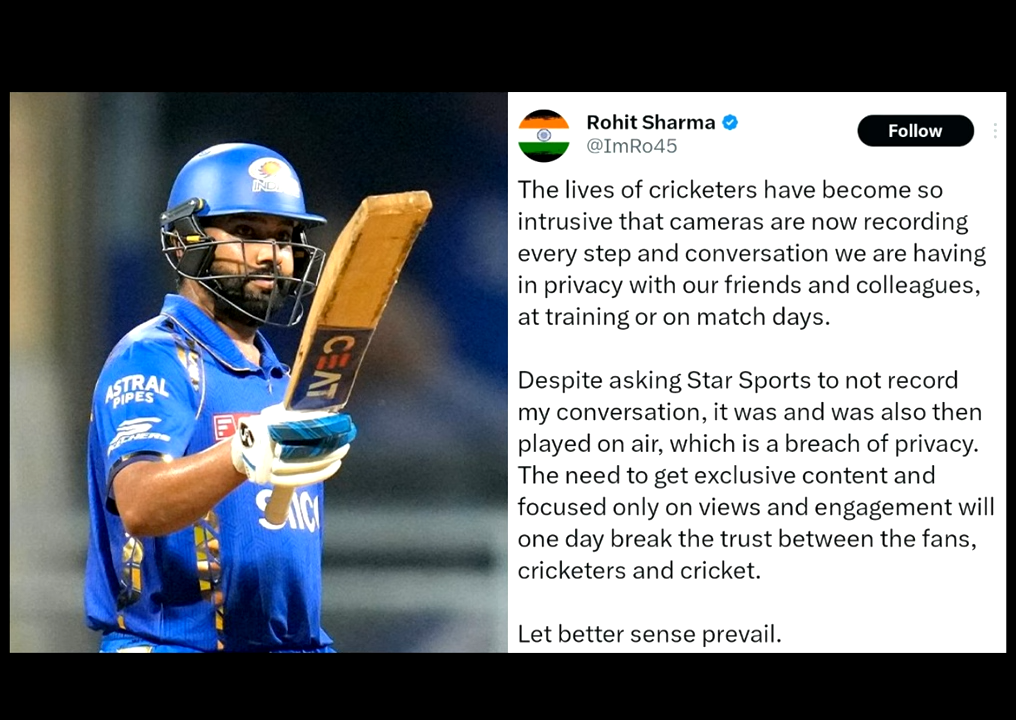 INDIANS
CEAT
ASTRAL
PIPES
SKECHERS
Rohit Sharma
Follow
@ImRo45
The lives of cricketers have become so
intrusive that cameras are now recording
every step and conversation we are having
in privacy with our friends and colleagues,
at training or on match days.
Despite asking Star Sports to not record
my conversation, it was and was also then
played on air, which is a breach of privacy.
The need to get exclusive content and
focused only on views and engagement will
one day break the trust between the fans,
cricketers and cricket.
Let better sense prevail.